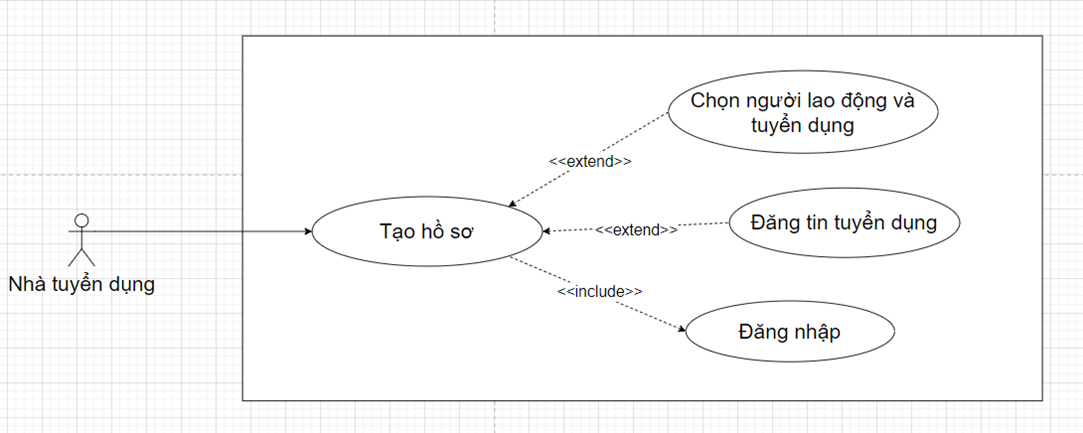 Chọn người lao động và
tuyển dụng
<<extend>>
Tạo hồ sơ
<<extend>>
Đăng tin tuyển dụng
Nhà tuyển dụng
<<include>>
Đăng nhập